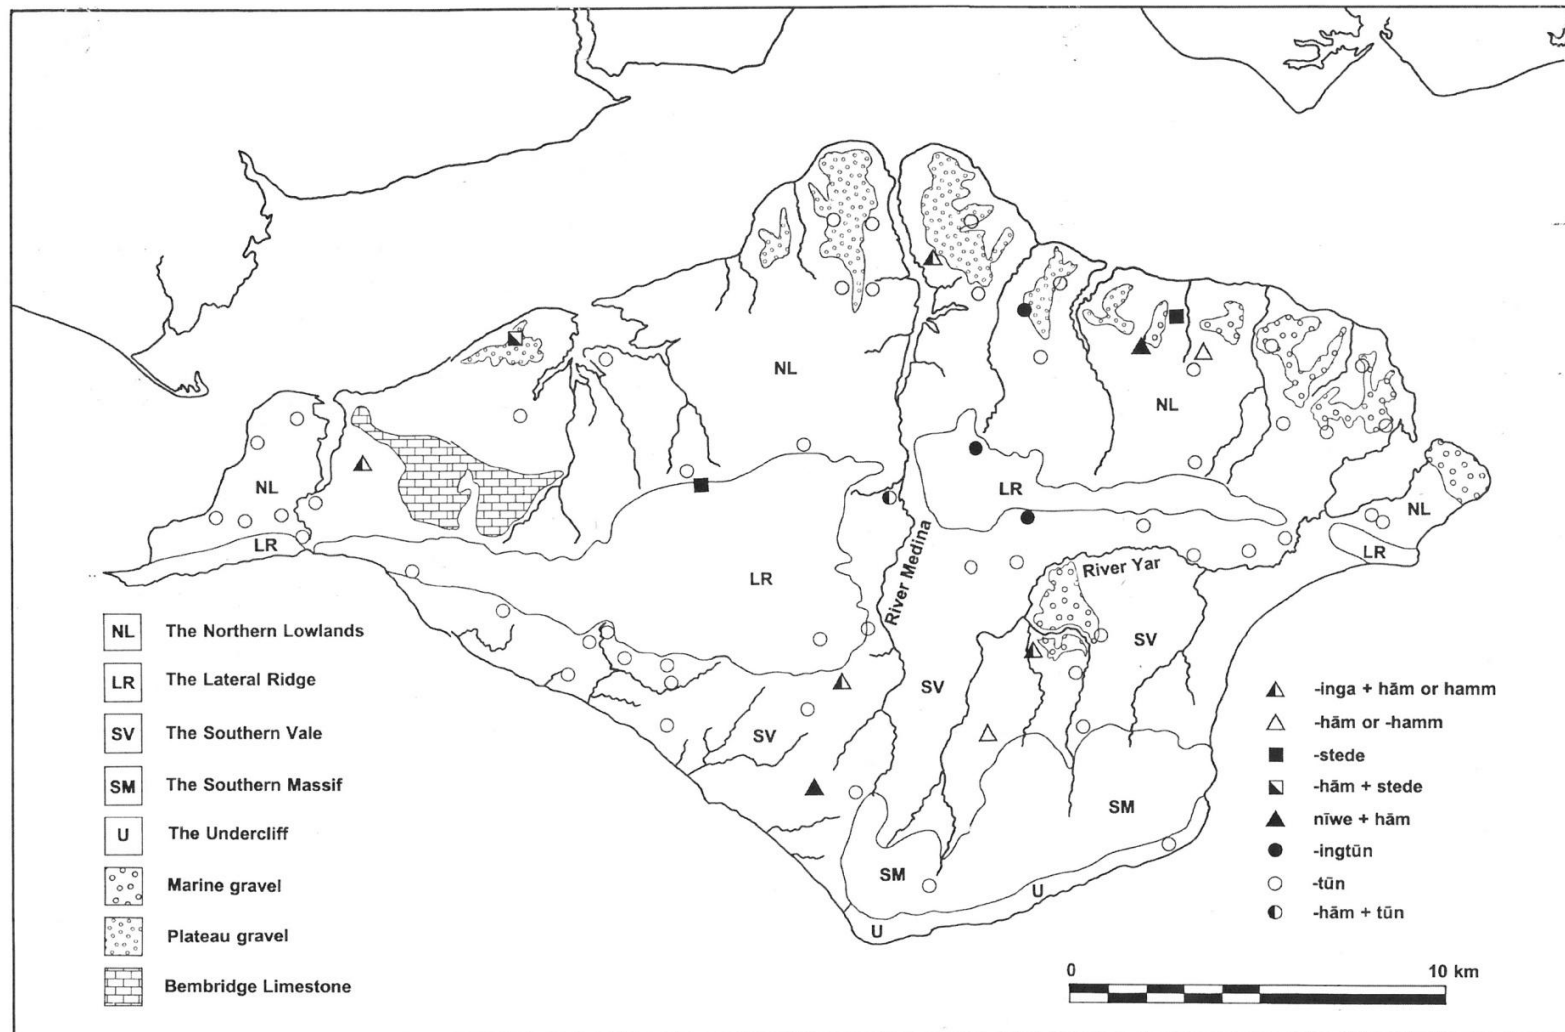 NL
NL
NL
LR
NL
LR
LR
River Medina
LR
River Yar
SV
SV
SV
SM
SM
U
U
NL The Northern Lowlands
LR The Lateral Ridge
SV The Southern Vale
SM The Southern Massif
U The Undercliff
Marine gravel
Plateau gravel
Bembridge Limestone
-inga + hām or hamm
-hām or -hamm
-stede
-hām + stede
nīwe + hām
-ingtūn
-tūn
-hām + tūn
0 10 km